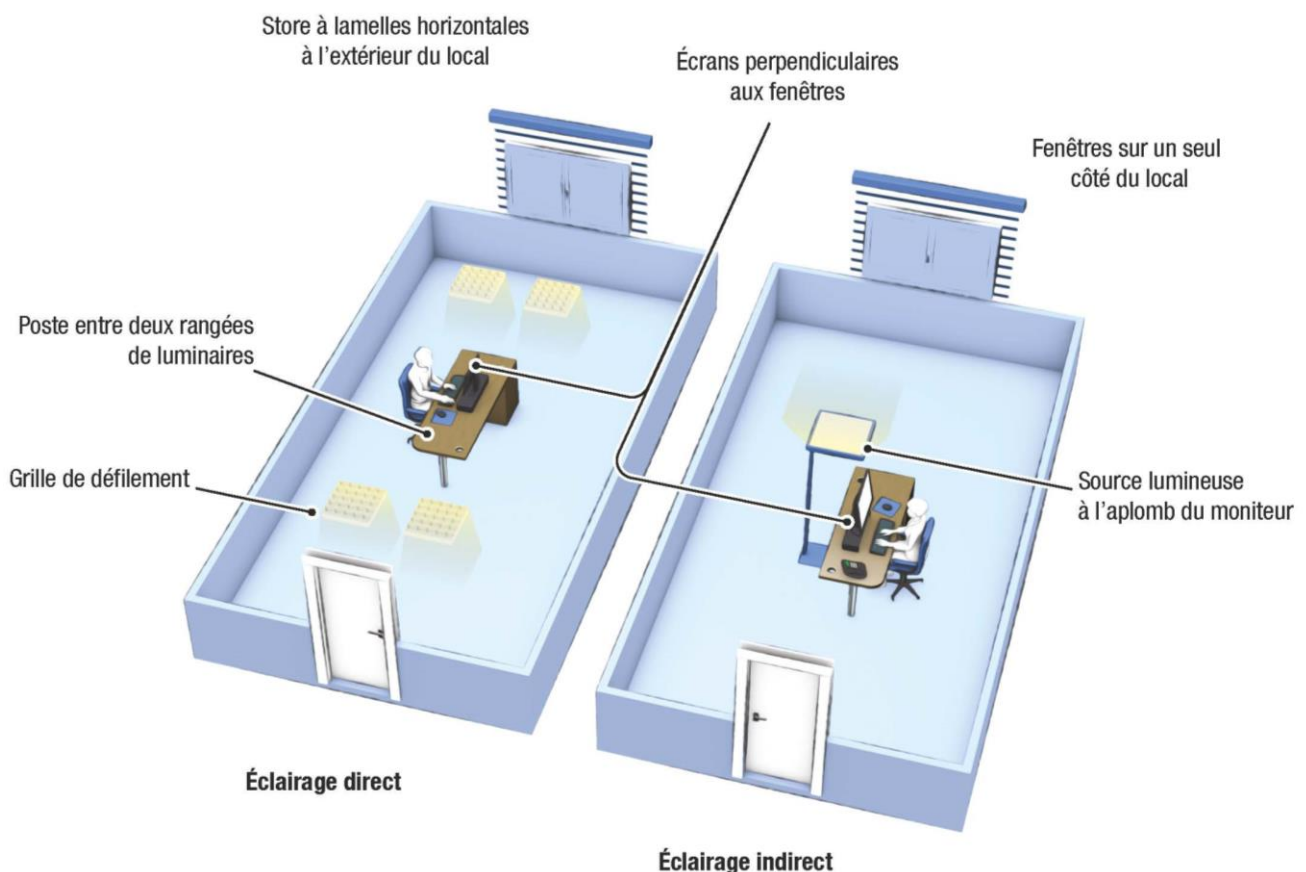 Store à lamelles horizontales
à l’extérieur du local
Écrans perpendiculaires
aux fenêtres
Fenêtres sur un seul
côté du local
Poste entre deux rangées
de luminaires
Grille de défilement
Source lumineuse
à l’aplomb du moniteur
Éclairage direct
Éclairage indirect